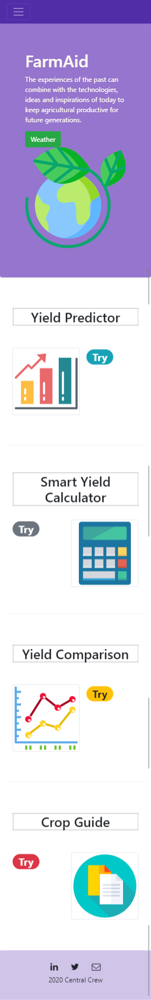 FarmAid
The experiences of the past can
combine with the technologies,
ideas and inspirations of today to
keep agricultural productive for
future generations.
Weather
Yield Predictor
Try
Smart Yield
Calculator
Try
Yield Comparison
Try
Crop Guide
Try
2020 Central Crew